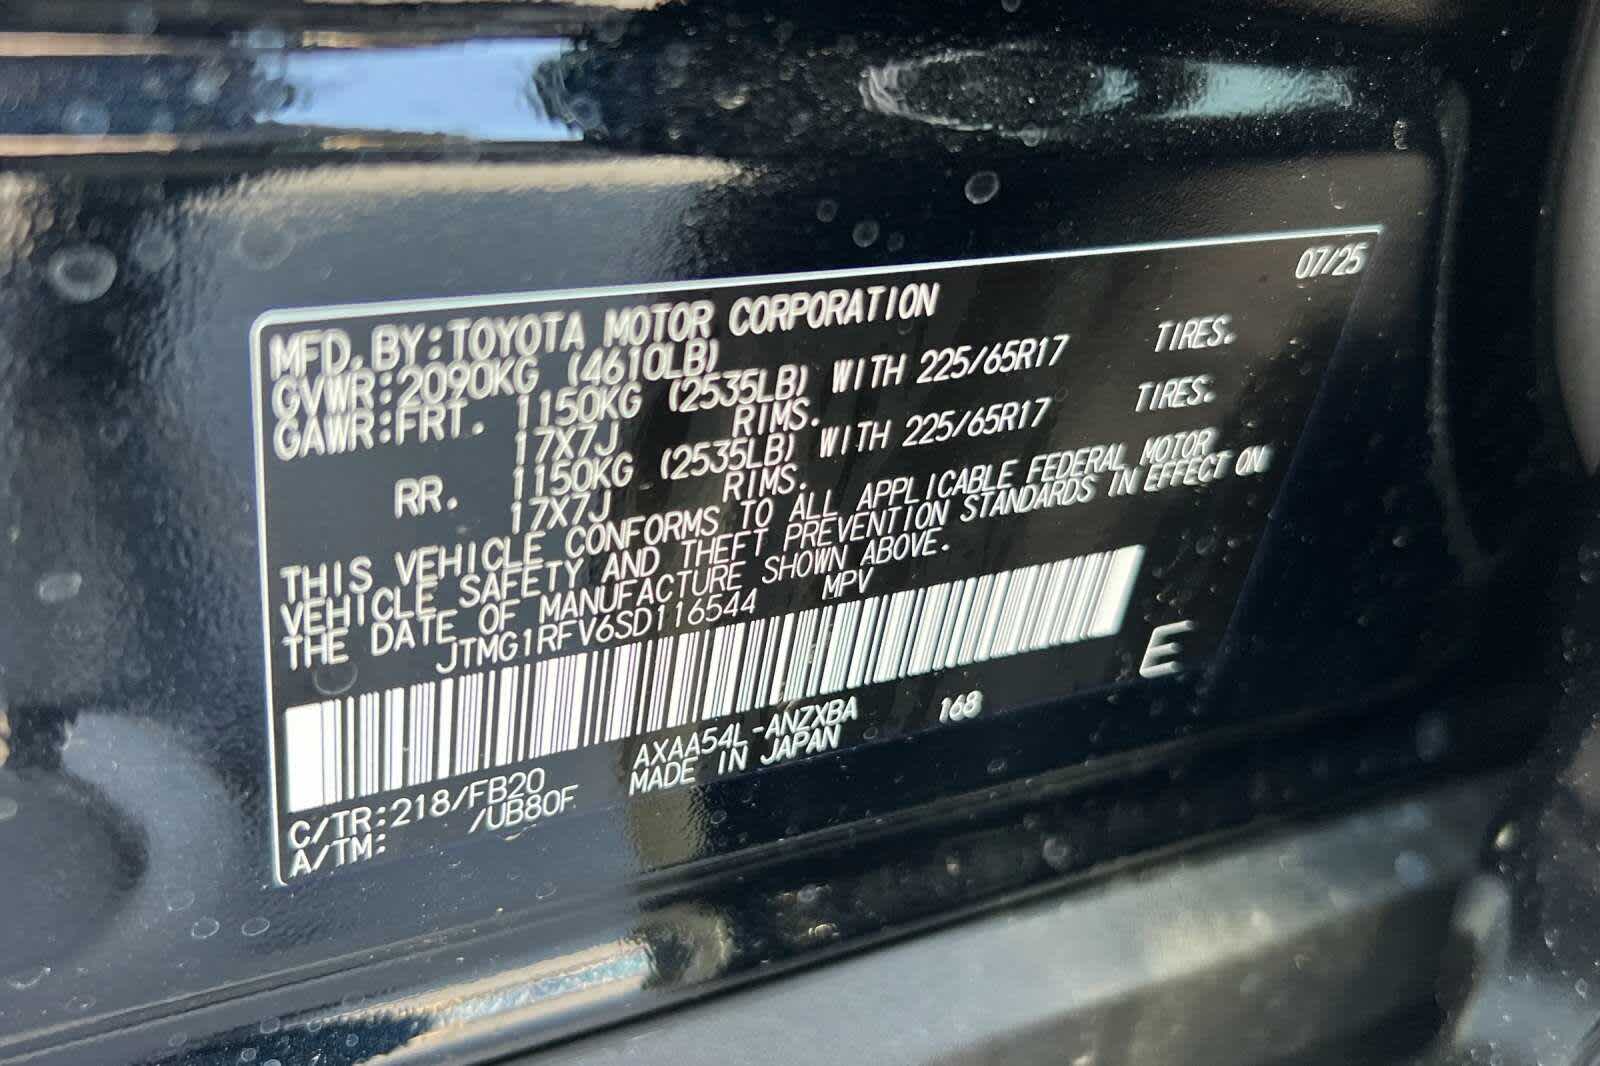 07/25
MFD. BY:TOYOTA MOTOR CORPORATION
GVWR:2090KG (4610LB)
GAWR:FRT. 1150KG (2535LB) WITH 225/65R17 TIRES.
17X7J RIMS.
RR. 1150KG (2535LB) WITH 225/65R17 TIRES.
17X7J RIMS.
THIS VEHICLE CONFORMS TO ALL APPLICABLE FEDERAL MOTOR
VEHICLE SAFETY AND THEFT PREVENTION STANDARDS IN EFFECT ON
THE DATE OF MANUFACTURE SHOWN ABOVE.
JTMG1RFV6SD116544 MPV
E
C/TR:218/FB20 AXAA54L-ANZXBA 168
A/TM: /UB80F MADE IN JAPAN